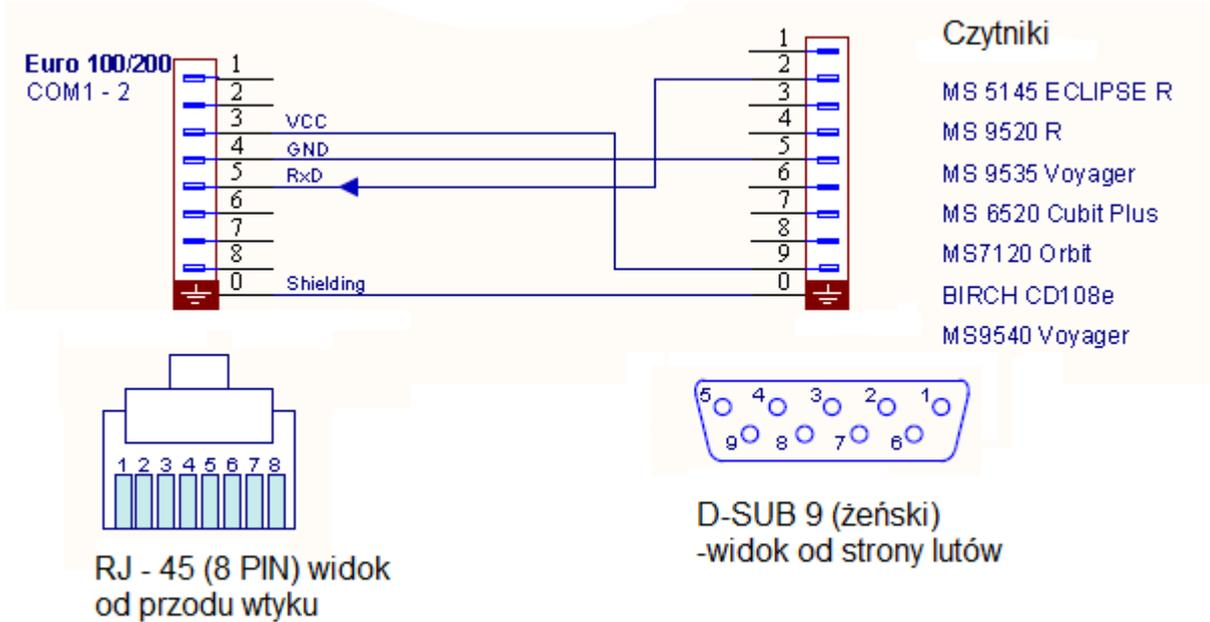 Euro 100/200
COM1 - 2
1
2
3
4
5
6
7
8
0
VCC
GND
RxD
Shielding
1
2
3
4
5
6
7
8
9
0
Czytniki
MS 5145 ECLIPSE R
MS 9520 R
MS 9535 Voyager
MS 6520 Cubit Plus
MS7120 Orbit
BIRCH CD108e
MS9540 Voyager
1 2 3 4 5 6 7 8
RJ - 45 (8 PIN) widok
od przodu wtyku
5 4 3 2 1
9 8 7 6
D-SUB 9 (żeński)
-widok od strony lutów